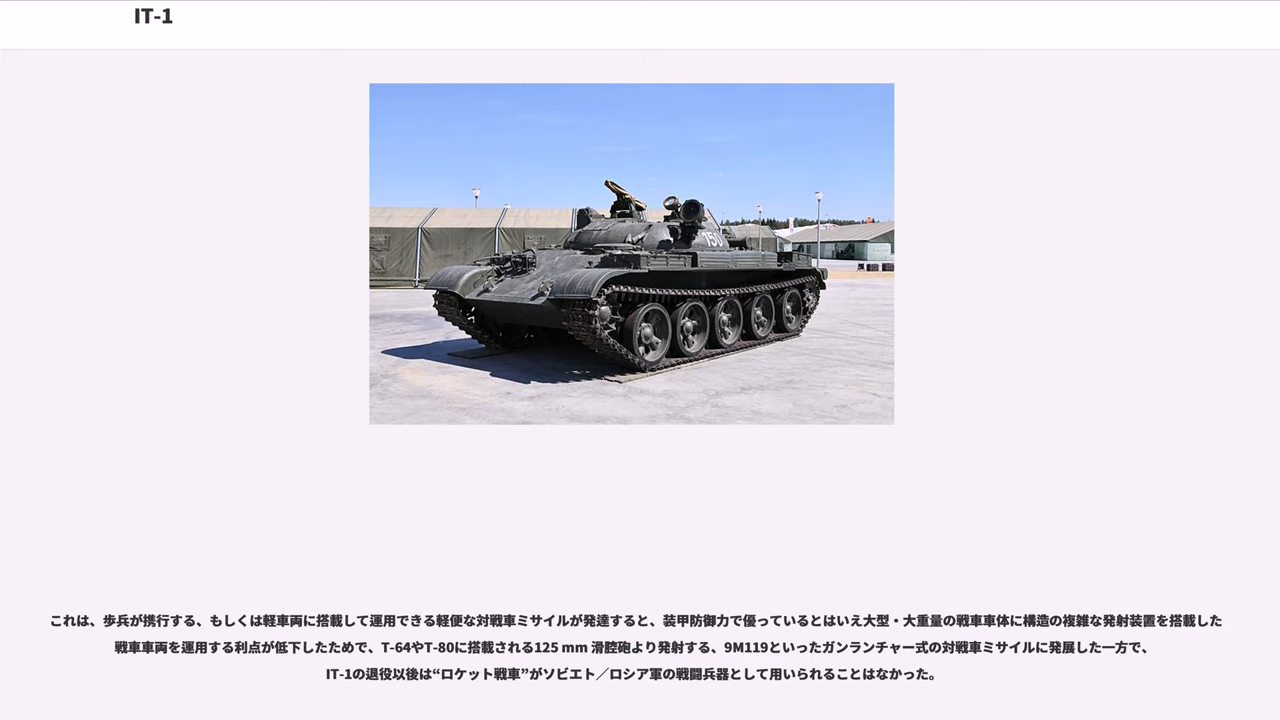 IT-1
150
これは、歩兵が携行する、もしくは軽車両に搭載して運用できる軽便な対戦車ミサイルが発達すると、装甲防御力で優っているとはいえ大型・大重量の戦車車体に構造の複雑な発射装置を搭載した
戦車車両を運用する利点が低下したためで、T-64やT-80に搭載される125 mm 滑腔砲より発射する、9M119といったガンランチャー式の対戦車ミサイルに発展した一方で、
IT-1の退役以後は“ロケット戦車”がソビエト／ロシア軍の戦闘兵器として用いられることはなかった。